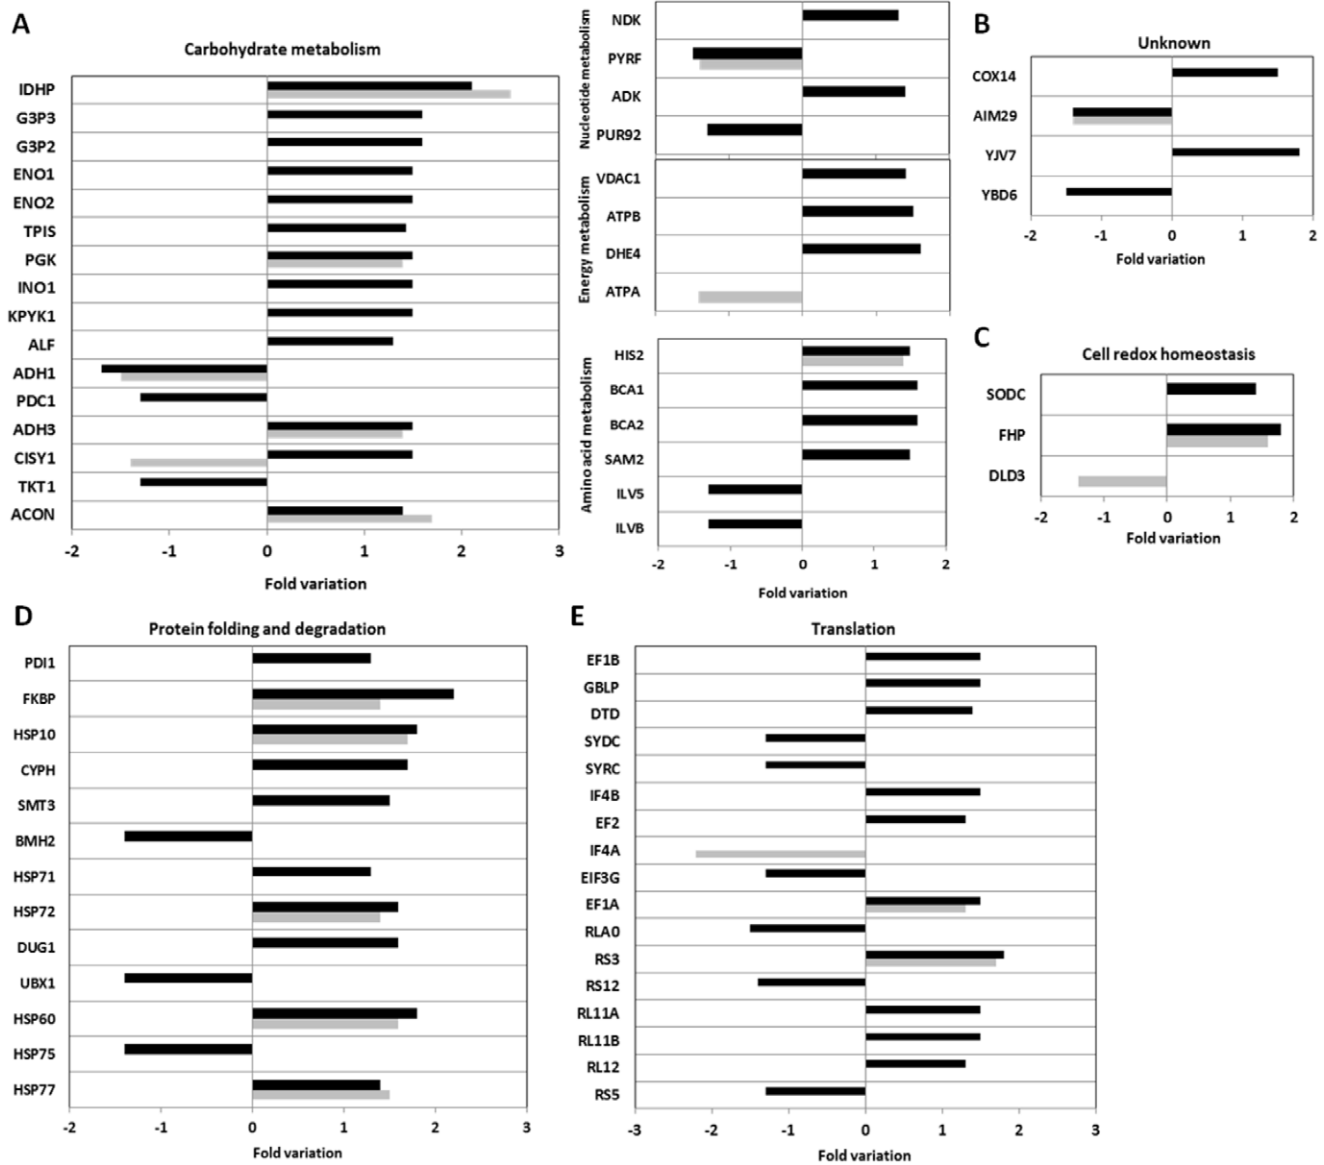 A
Carbohydrate metabolism
IDHP
G3P3
G3P2
ENO1
ENO2
TPIS
PGK
INO1
KPYK1
ALF
ADH1
PDC1
ADH3
CISY1
TKT1
ACON
-2 -1 0 1 2 3
Fold variation
Nucleotide metabolism
NDK
PYRF
ADK
PUR92
Energy metabolism
VDAC1
ATPB
DHE4
ATPA
Amino acid metabolism
HIS2
BCA1
BCA2
SAM2
ILV5
ILVB
-2 -1 0 1 2
Fold variation
B
Unknown
COX14
AIM29
YJV7
YBD6
-2 -1 0 1 2
Fold variation
C
Cell redox homeostasis
SODC
FHP
DLD3
-2 -1 0 1 2
Fold variation
D
Protein folding and degradation
PDI1
FKBP
HSP10
CYPH
SMT3
BMH2
HSP71
HSP72
DUG1
UBX1
HSP60
HSP75
HSP77
-2 -1 0 1 2 3
Fold variation
E
Translation
EF1B
GBLP
DTD
SYDC
SYRC
IF4B
EF2
IF4A
EIF3G
EF1A
RLA0
RS3
RS12
RL11A
RL11B
RL12
RS5
-3 -2 -1 0 1 2 3
Fold variation